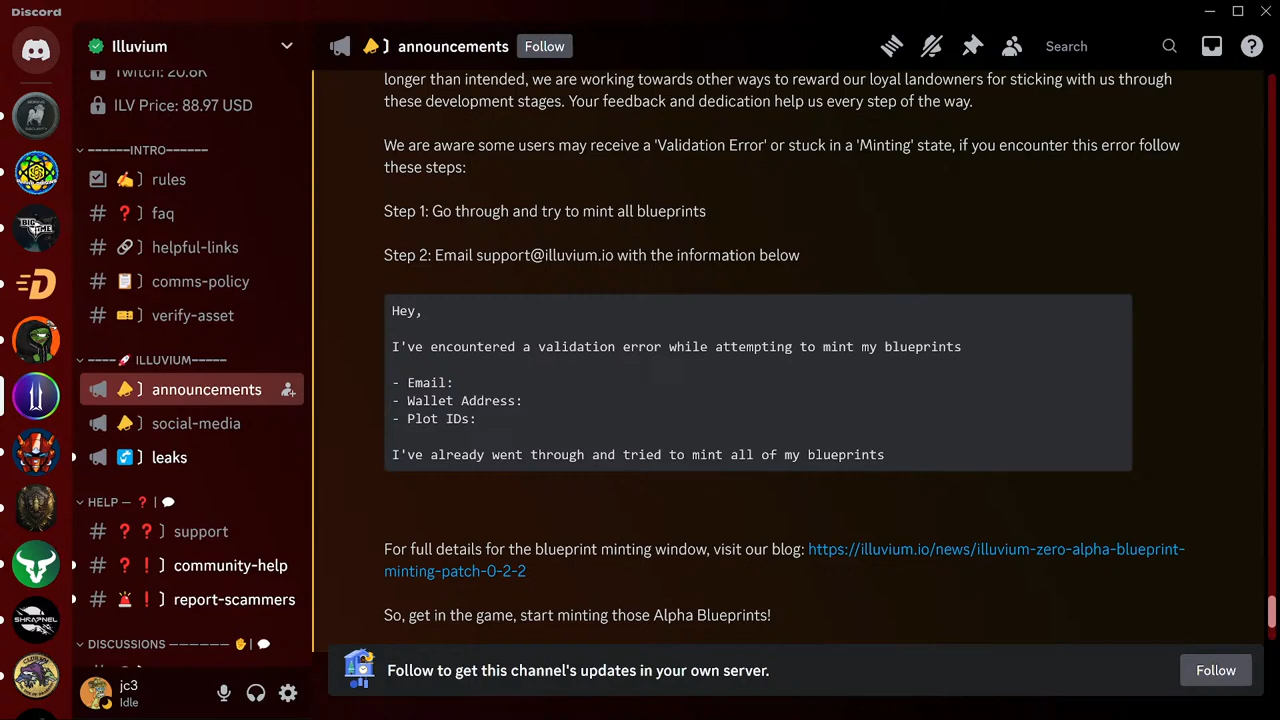 Discord
Illuvium
announcements
Follow
Search
Twitch: 20.6K
ILV Price: 88.97 USD
------INTRO------
rules
faq
helpful-links
comms-policy
verify-asset
---- ILLUVIUM-----
announcements
social-media
leaks
HELP — ❓ | 💬
support
community-help
report-scammers
DISCUSSIONS —————— ✋ | 💬
jc3
Idle
longer than intended, we are working towards other ways to reward our loyal landowners for sticking with us through
these development stages. Your feedback and dedication help us every step of the way.
We are aware some users may receive a 'Validation Error' or stuck in a 'Minting' state, if you encounter this error follow
these steps:
Step 1: Go through and try to mint all blueprints
Step 2: Email support@illuvium.io with the information below
Hey,
I've encountered a validation error while attempting to mint my blueprints
- Email:
- Wallet Address:
- Plot IDs:
I've already went through and tried to mint all of my blueprints
For full details for the blueprint minting window, visit our blog: https://illuvium.io/news/illuvium-zero-alpha-blueprint-
minting-patch-0-2-2
So, get in the game, start minting those Alpha Blueprints!
Follow to get this channel's updates in your own server.
Follow
BIG TIME
SHRAPNEL